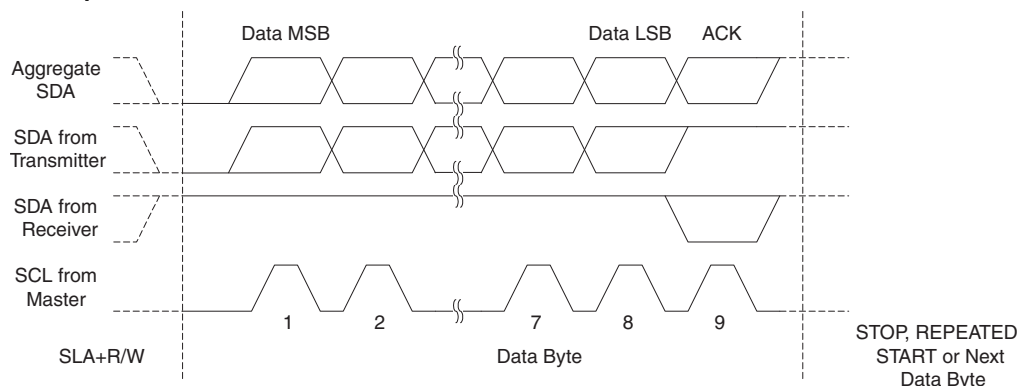 Data MSB
Data LSB
ACK
Aggregate
SDA
SDA from
Transmitter
SDA from
Receiver
SCL from
Master
1
2
7
8
9
SLA+R/W
Data Byte
STOP, REPEATED
START or Next
Data Byte